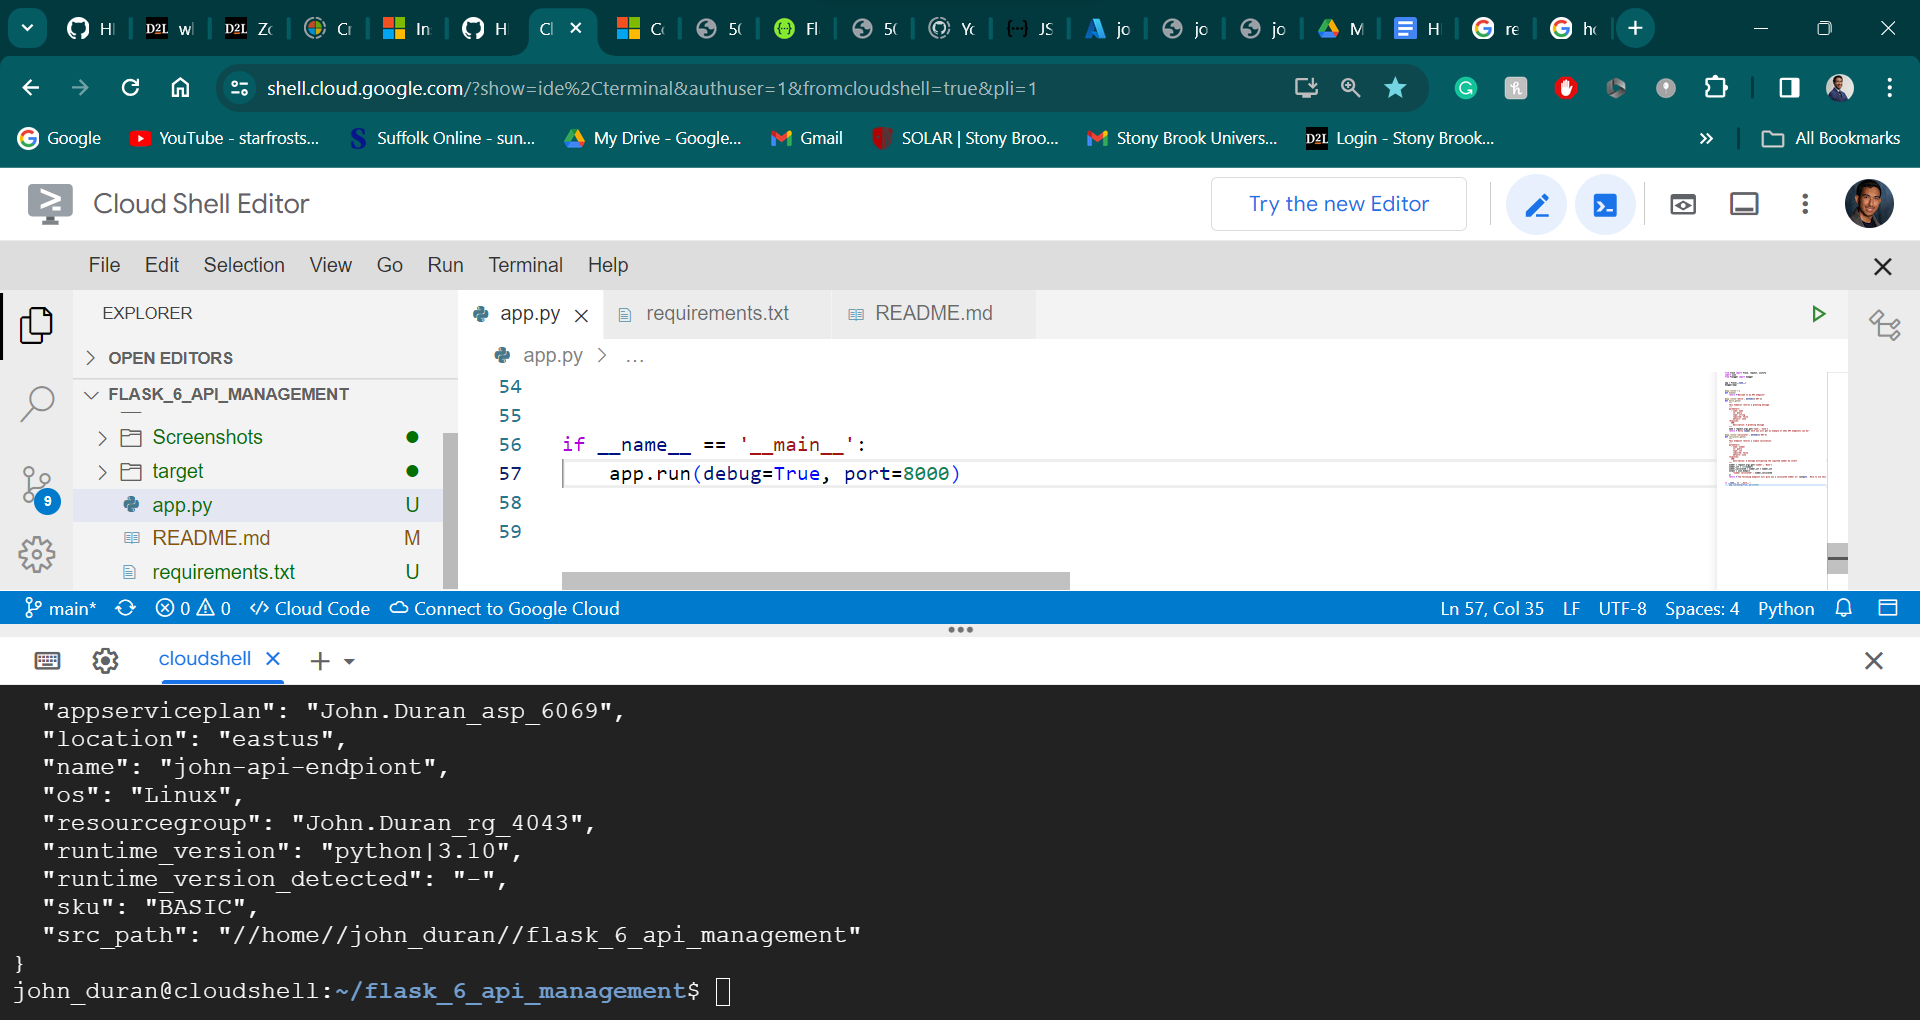 H
D2L wl
D2L Zc
Cr
In
H
Cl
Cc
5(
Fl
5(
Yc
JS
jo
jo
jo
M
H
re
hc
shell.cloud.google.com/?show=ide%2Cterminal&authuser=1&fromcloudshell=true&pli=1
Google
YouTube - starfrosts...
Suffolk Online - sun...
My Drive - Google...
Gmail
SOLAR | Stony Broo...
Stony Brook Univers...
D2L Login - Stony Brook...
All Bookmarks
Cloud Shell Editor
Try the new Editor
File Edit Selection View Go Run Terminal Help
EXPLORER
OPEN EDITORS
FLASK_6_API_MANAGEMENT
Screenshots
target
app.py U
README.md M
requirements.txt U
app.py
requirements.txt
README.md
app.py > ...
54
55
56 if __name__ == '__main__':
57 app.run(debug=True, port=8000)
58
59
main* 0 0 </> Cloud Code Connect to Google Cloud
9
Ln 57, Col 35 LF UTF-8 Spaces: 4 Python
cloudshell
"appserviceplan": "John.Duran_asp_6069",
"location": "eastus",
"name": "john-api-endpiont",
"os": "Linux",
"resourcegroup": "John.Duran_rg_4043",
"runtime_version": "python|3.10",
"runtime_version_detected": "-",
"sku": "BASIC",
"src_path": "//home//john_duran//flask_6_api_management"
}
john_duran@cloudshell:~/flask_6_api_management$